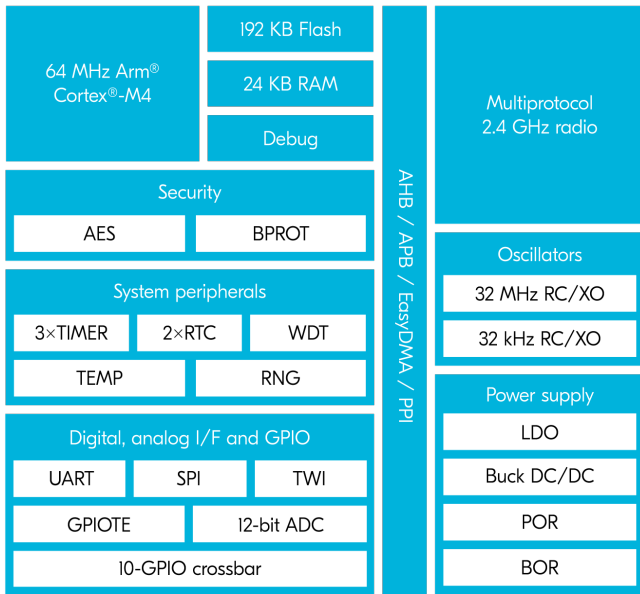 64 MHz Arm®
Cortex®-M4
192 KB Flash
24 KB RAM
Debug
Security
AES
BPROT
System peripherals
3×TIMER
2×RTC
WDT
TEMP
RNG
Digital, analog I/F and GPIO
UART
SPI
TWI
GPIOTE
12-bit ADC
10-GPIO crossbar
AHB / APB / EasyDMA / PPI
Multiprotocol
2.4 GHz radio
Oscillators
32 MHz RC/XO
32 kHz RC/XO
Power supply
LDO
Buck DC/DC
POR
BOR